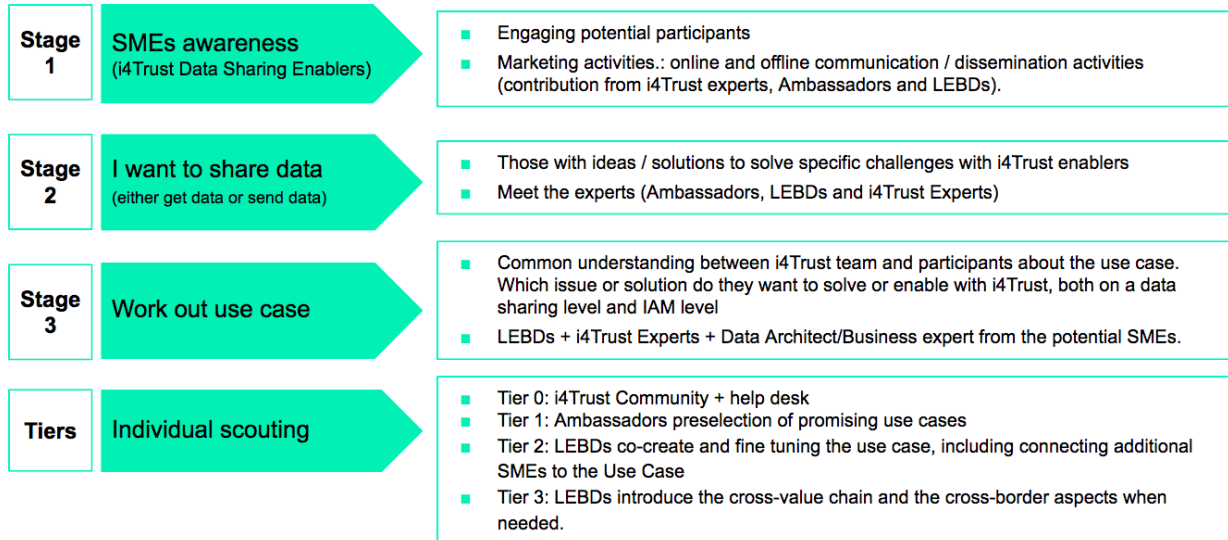 Stage 1
SMEs awareness
(i4Trust Data Sharing Enablers)
Engaging potential participants
Marketing activities.: online and offline communication / dissemination activities
(contribution from i4Trust experts, Ambassadors and LEBDs).
Stage 2
I want to share data
(either get data or send data)
Those with ideas / solutions to solve specific challenges with i4Trust enablers
Meet the experts (Ambassadors, LEBDs and i4Trust Experts)
Stage 3
Work out use case
Common understanding between i4Trust team and participants about the use case.
Which issue or solution do they want to solve or enable with i4Trust, both on a data
sharing level and IAM level
LEBDs + i4Trust Experts + Data Architect/Business expert from the potential SMEs.
Tiers
Individual scouting
Tier 0: i4Trust Community + help desk
Tier 1: Ambassadors preselection of promising use cases
Tier 2: LEBDs co-create and fine tuning the use case, including connecting additional
SMEs to the Use Case
Tier 3: LEBDs introduce the cross-value chain and the cross-border aspects when
needed.